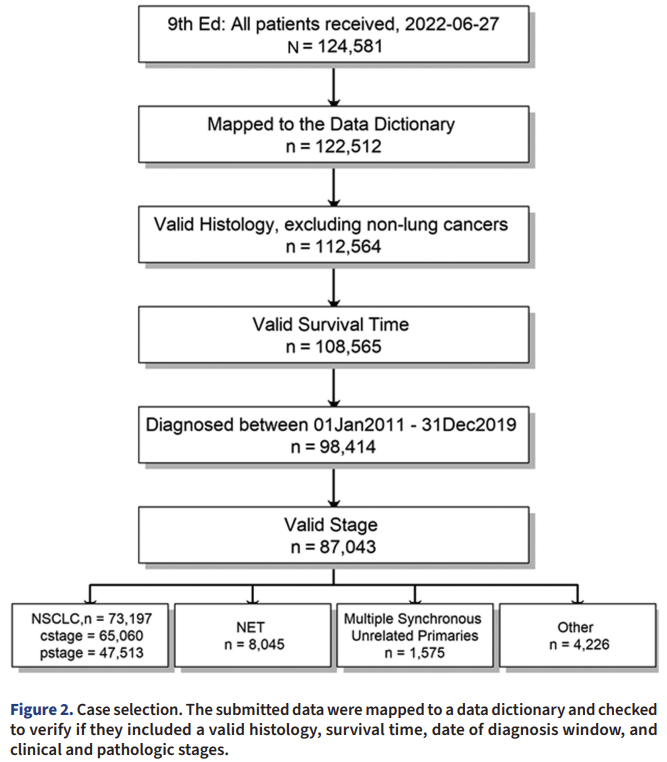 9th Ed: All patients received, 2022-06-27
N = 124,581
Mapped to the Data Dictionary
n = 122,512
Valid Histology, excluding non-lung cancers
n = 112,564
Valid Survival Time
n = 108,565
Diagnosed between 01Jan2011 - 31Dec2019
n = 98,414
Valid Stage
n = 87,043
NSCLC,n = 73,197
cstage = 65,060
pstage = 47,513
NET
n = 8,045
Multiple Synchronous
Unrelated Primaries
n = 1,575
Other
n = 4,226
Figure 2. Case selection. The submitted data were mapped to a data dictionary and checked
to verify if they included a valid histology, survival time, date of diagnosis window, and
clinical and pathologic stages.